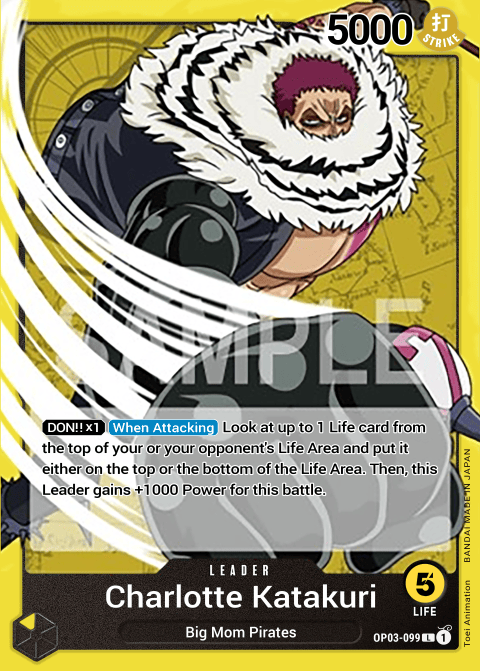 5000
打
STRIKE
SAMPLE
DON!! ×1 When Attacking Look at up to 1 Life card from
the top of your or your opponent's Life Area and put it
either on the top or the bottom of the Life Area. Then, this
Leader gains +1000 Power for this battle.
LEADER
Charlotte Katakuri
5
LIFE
Big Mom Pirates
OP03-099 L 1
Toei Animation BANDAI MADE IN JAPAN